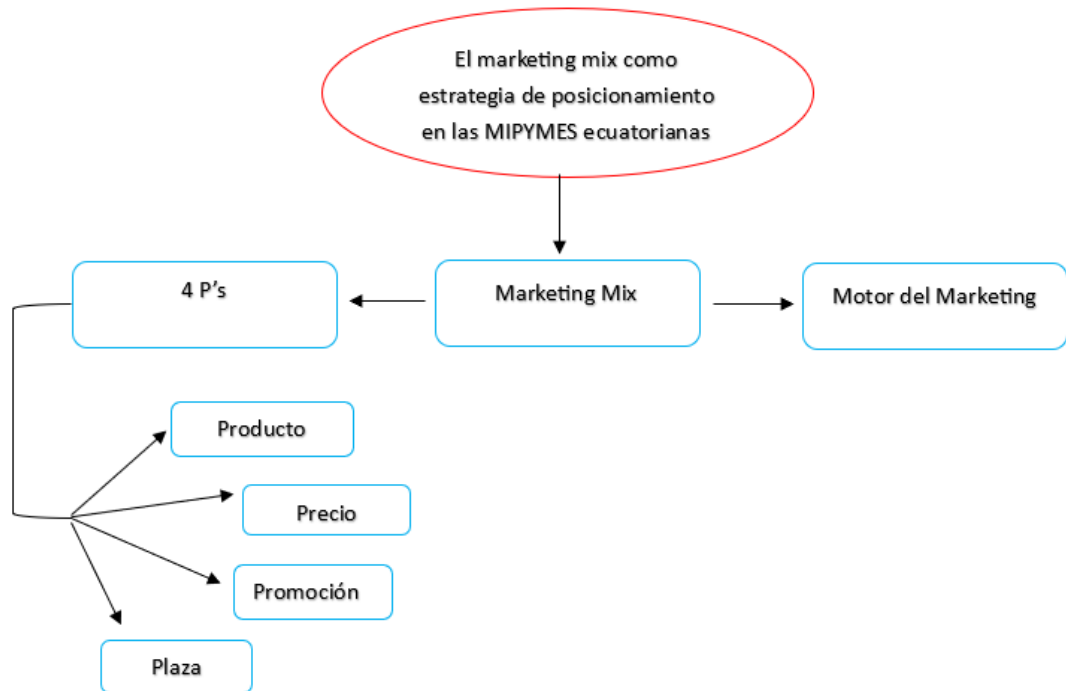 El marketing mix como
estrategia de posicionamiento
en las MIPYMES ecuatorianas
4 P’s
Marketing Mix
Motor del Marketing
Producto
Precio
Promoción
Plaza